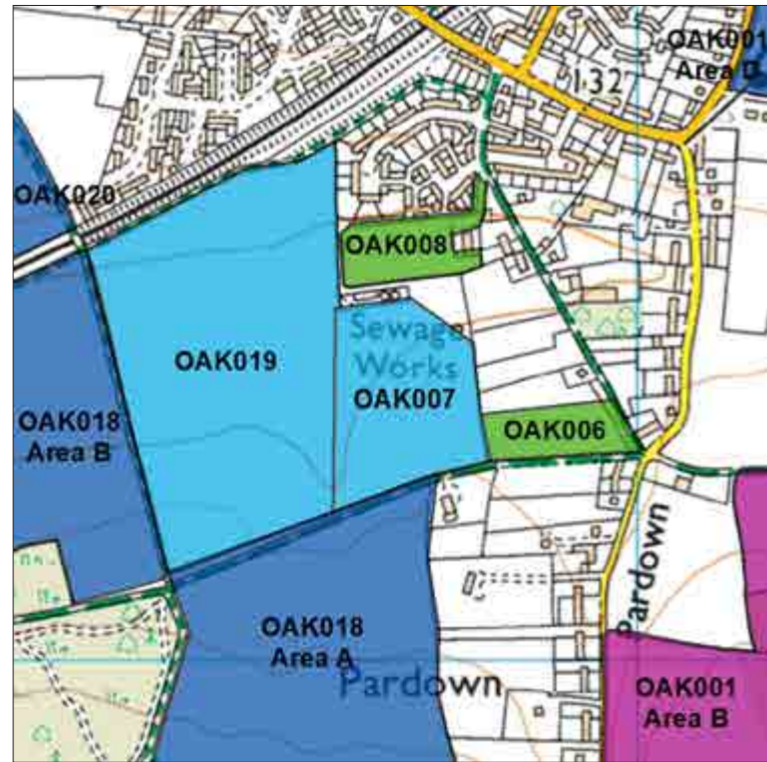 OAK001
Area D
132
OAK020
OAK008
Sewage
Works
OAK019
OAK007
OAK018
Area B
OAK006
Pardown
OAK018
Area A
Pardown
OAK001
Area B